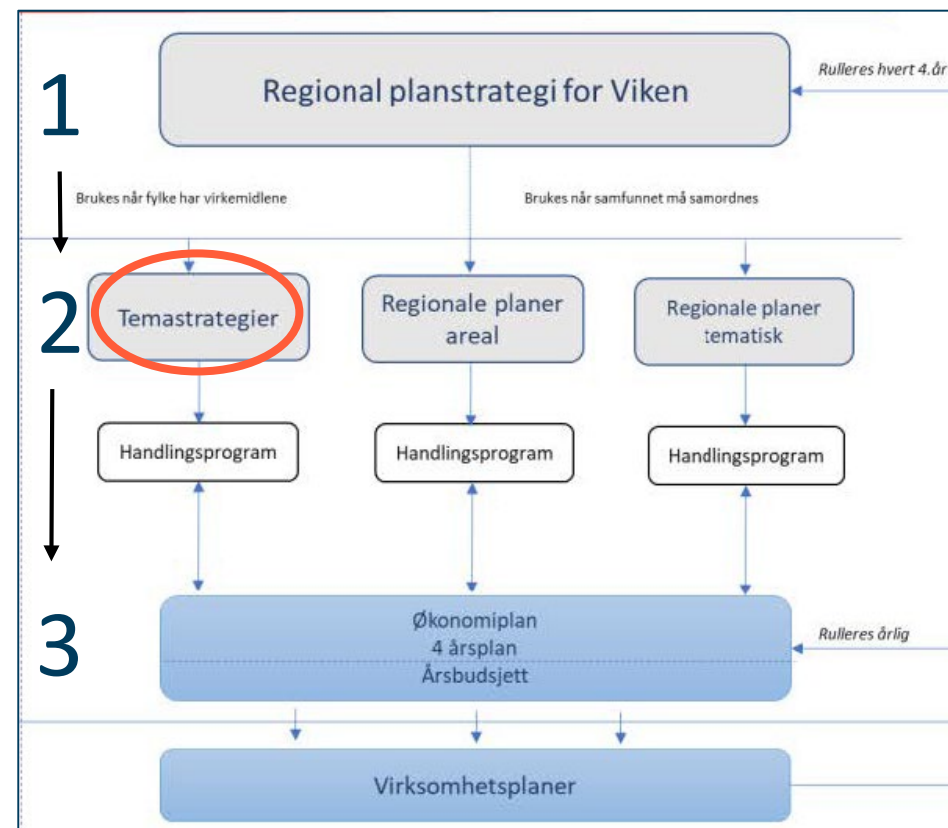 1
Regional planstrategi for Viken
Rulleres hvert 4.år
Brukes når fylke har virkemidlene
Brukes når samfunnet må samordnes
2
Temastrategier
Regionale planer
areal
Regionale planer
tematisk
Handlingsprogram
Handlingsprogram
Handlingsprogram
3
Økonomiplan
4 årsplan
Årsbudsjett
Rulleres årlig
Virksomhetsplaner